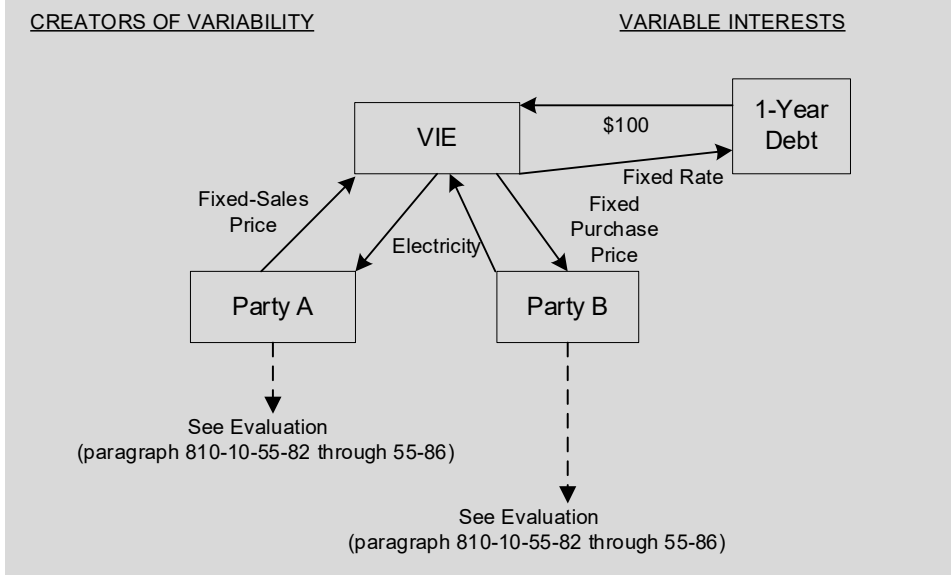 CREATORS OF VARIABILITY
VARIABLE INTERESTS
VIE
$100
1-Year
Debt
Fixed Rate
Fixed-Sales
Price
Electricity
Fixed
Purchase
Price
Party A
Party B
See Evaluation
(paragraph 810-10-55-82 through 55-86)
See Evaluation
(paragraph 810-10-55-82 through 55-86)